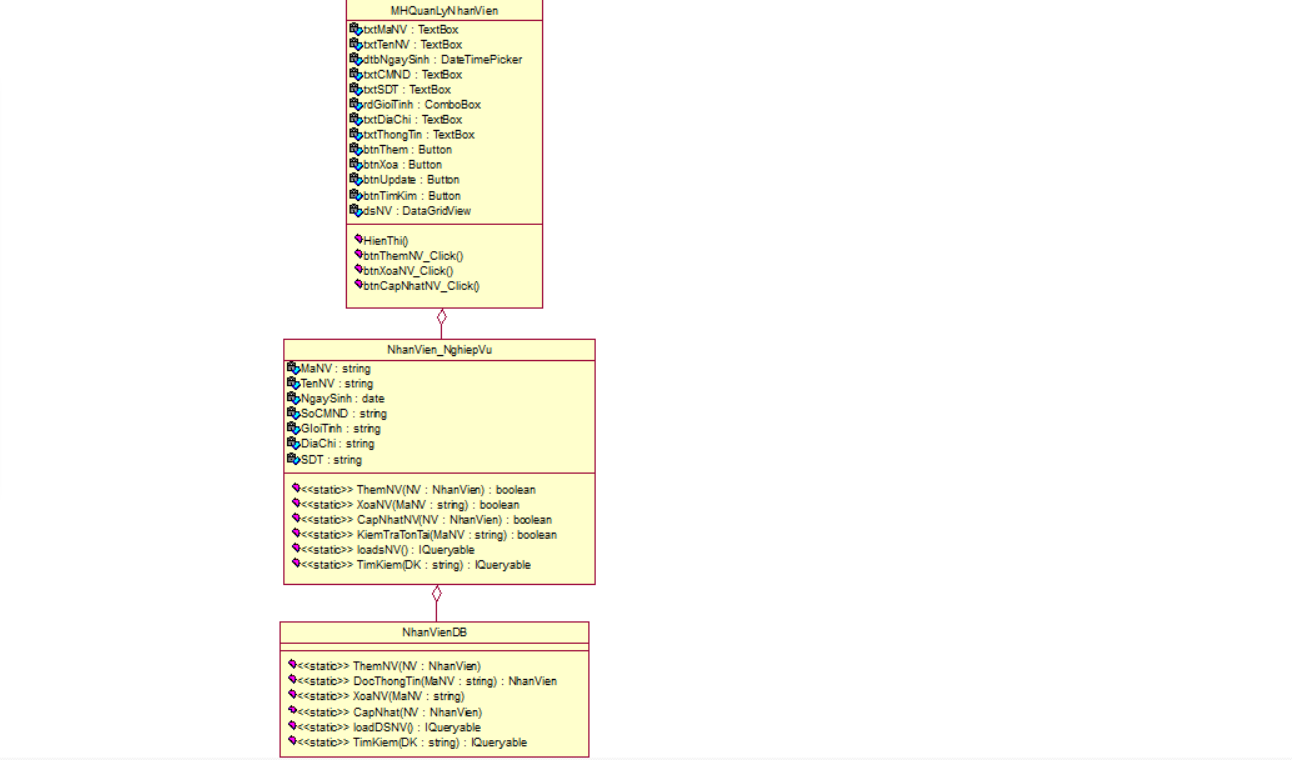 MHQuanLyNhanVien
txtMaNV : TextBox
txtTenNV : TextBox
dtbNgaySinh : DateTimePicker
txtCMND : TextBox
txtSDT : TextBox
rdGioiTinh : ComboBox
txtDiaChi : TextBox
txtThongTin : TextBox
btnThem : Button
btnXoa : Button
btnUpdate : Button
btnTimKim : Button
dsNV : DataGridView
HienThi()
btnThemNV_Click()
btnXoaNV_Click()
btnCapNhatNV_Click()
NhanVien_NghiepVu
MaNV : string
TenNV : string
NgaySinh : date
SoCMND : string
GIoiTinh : string
DiaChi : string
SDT : string
<<static>> ThemNV(NV : NhanVien) : boolean
<<static>> XoaNV(MaNV : string) : boolean
<<static>> CapNhatNV(NV : NhanVien) : boolean
<<static>> KiemTraTonTai(MaNV : string) : boolean
<<static>> loadsNV() : IQueryable
<<static>> TimKiem(DK : string) : IQueryable
NhanVienDB
<<static>> ThemNV(NV : NhanVien)
<<static>> DocThongTin(MaNV : string) : NhanVien
<<static>> XoaNV(MaNV : string)
<<static>> CapNhat(NV : NhanVien)
<<static>> loadDSNV() : IQueryable
<<static>> TimKiem(DK : string) : IQueryable